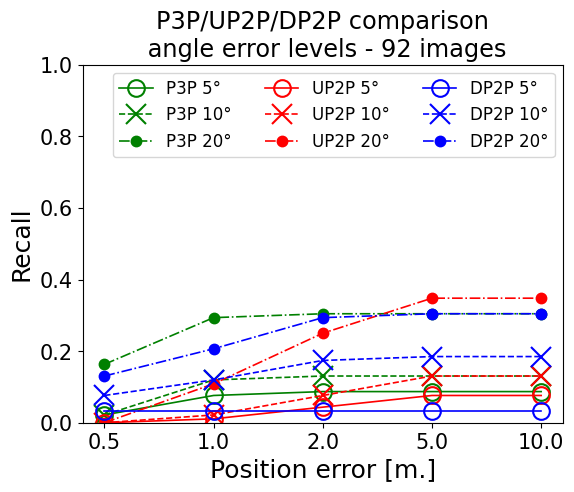 P3P/UP2P/DP2P comparison
angle error levels - 92 images
P3P 5° UP2P 5° DP2P 5°
P3P 10° UP2P 10° DP2P 10°
P3P 20° UP2P 20° DP2P 20°
1.0
0.8
0.6
0.4
0.2
0.0
Recall
0.5 1.0 2.0 5.0 10.0
Position error [m.]